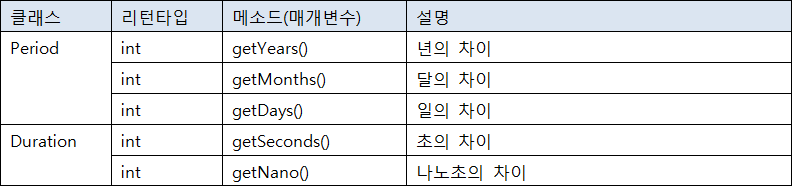 클래스 리턴타입 메소드(매개변수) 설명
Period int getYears() 년의 차이
int getMonths() 달의 차이
int getDays() 일의 차이
Duration int getSeconds() 초의 차이
int getNano() 나노초의 차이